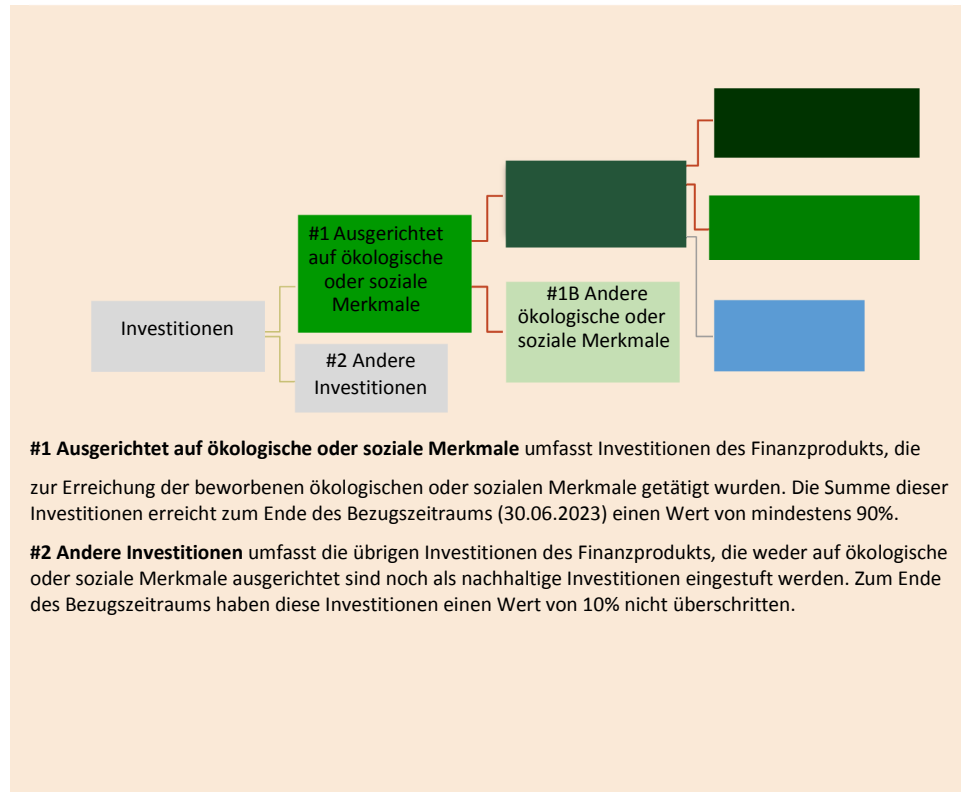 #1 Ausgerichtet
auf ökologische
oder soziale
Merkmale
#1B Andere
ökologische oder
soziale Merkmale
Investitionen
#2 Andere
Investitionen
#1 Ausgerichtet auf ökologische oder soziale Merkmale umfasst Investitionen des Finanzprodukts, die
zur Erreichung der beworbenen ökologischen oder sozialen Merkmale getätigt wurden. Die Summe dieser
Investitionen erreicht zum Ende des Bezugszeitraums (30.06.2023) einen Wert von mindestens 90%.
#2 Andere Investitionen umfasst die übrigen Investitionen des Finanzprodukts, die weder auf ökologische
oder soziale Merkmale ausgerichtet sind noch als nachhaltige Investitionen eingestuft werden. Zum Ende
des Bezugszeitraums haben diese Investitionen einen Wert von 10% nicht überschritten.